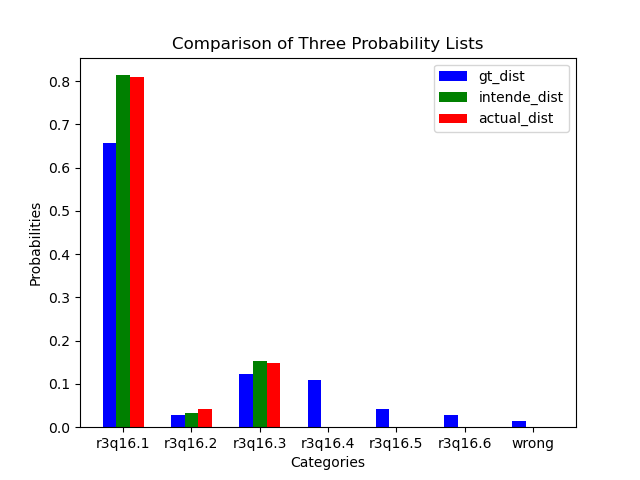 Comparison of Three Probability Lists
gt_dist
intende_dist
actual_dist
0.8
0.7
0.6
0.5
0.4
0.3
0.2
0.1
0.0
Probabilities
r3q16.1 r3q16.2 r3q16.3 r3q16.4 r3q16.5 r3q16.6 wrong
Categories